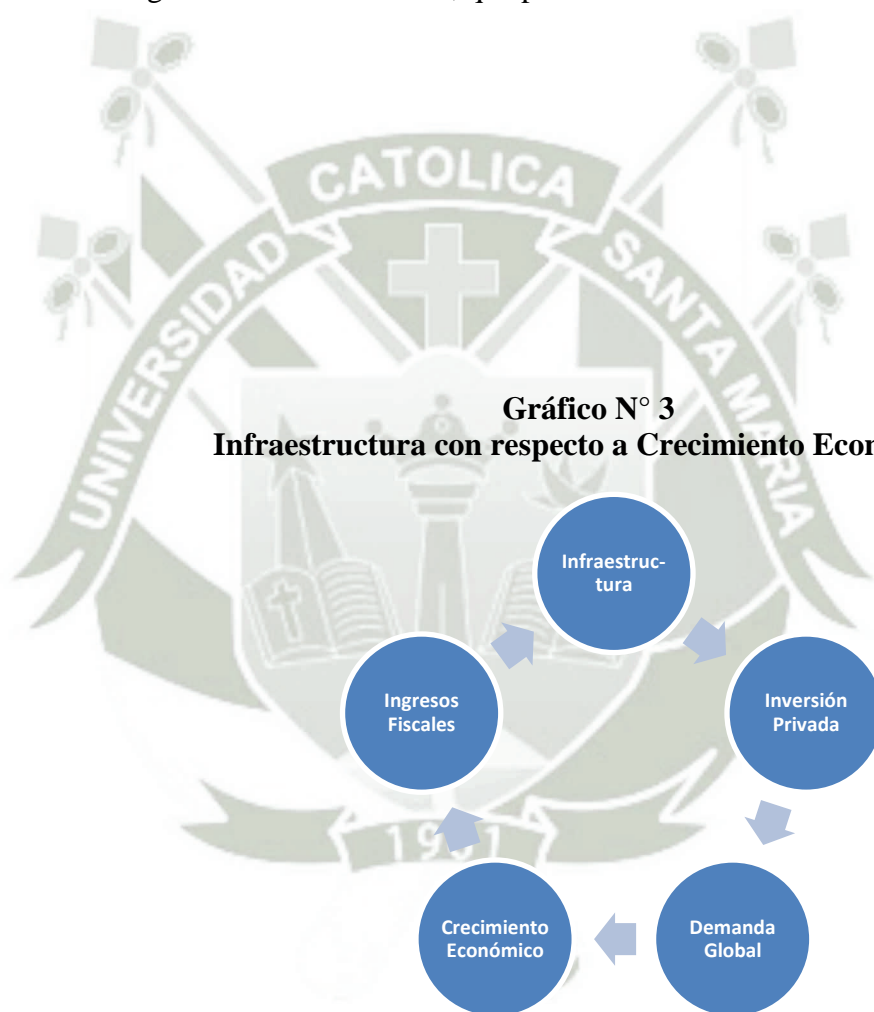 CATOLICA
UNIVERSIDAD
SANTA MARIA
Gráfico N° 3
Infraestructura con respecto a Crecimiento Econ
Infraestruc-
tura
Ingresos
Fiscales
Inversión
Privada
Crecimiento
Económico
Demanda
Global
1961